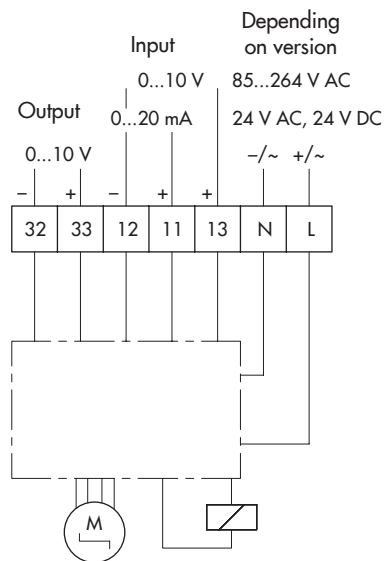 Input
Depending
on version
0...10 V
85...264 V AC
Output
0...20 mA
24 V AC, 24 V DC
0...10 V
–/~ +/~
– + – + +
32 33 12 11 13 N L
M